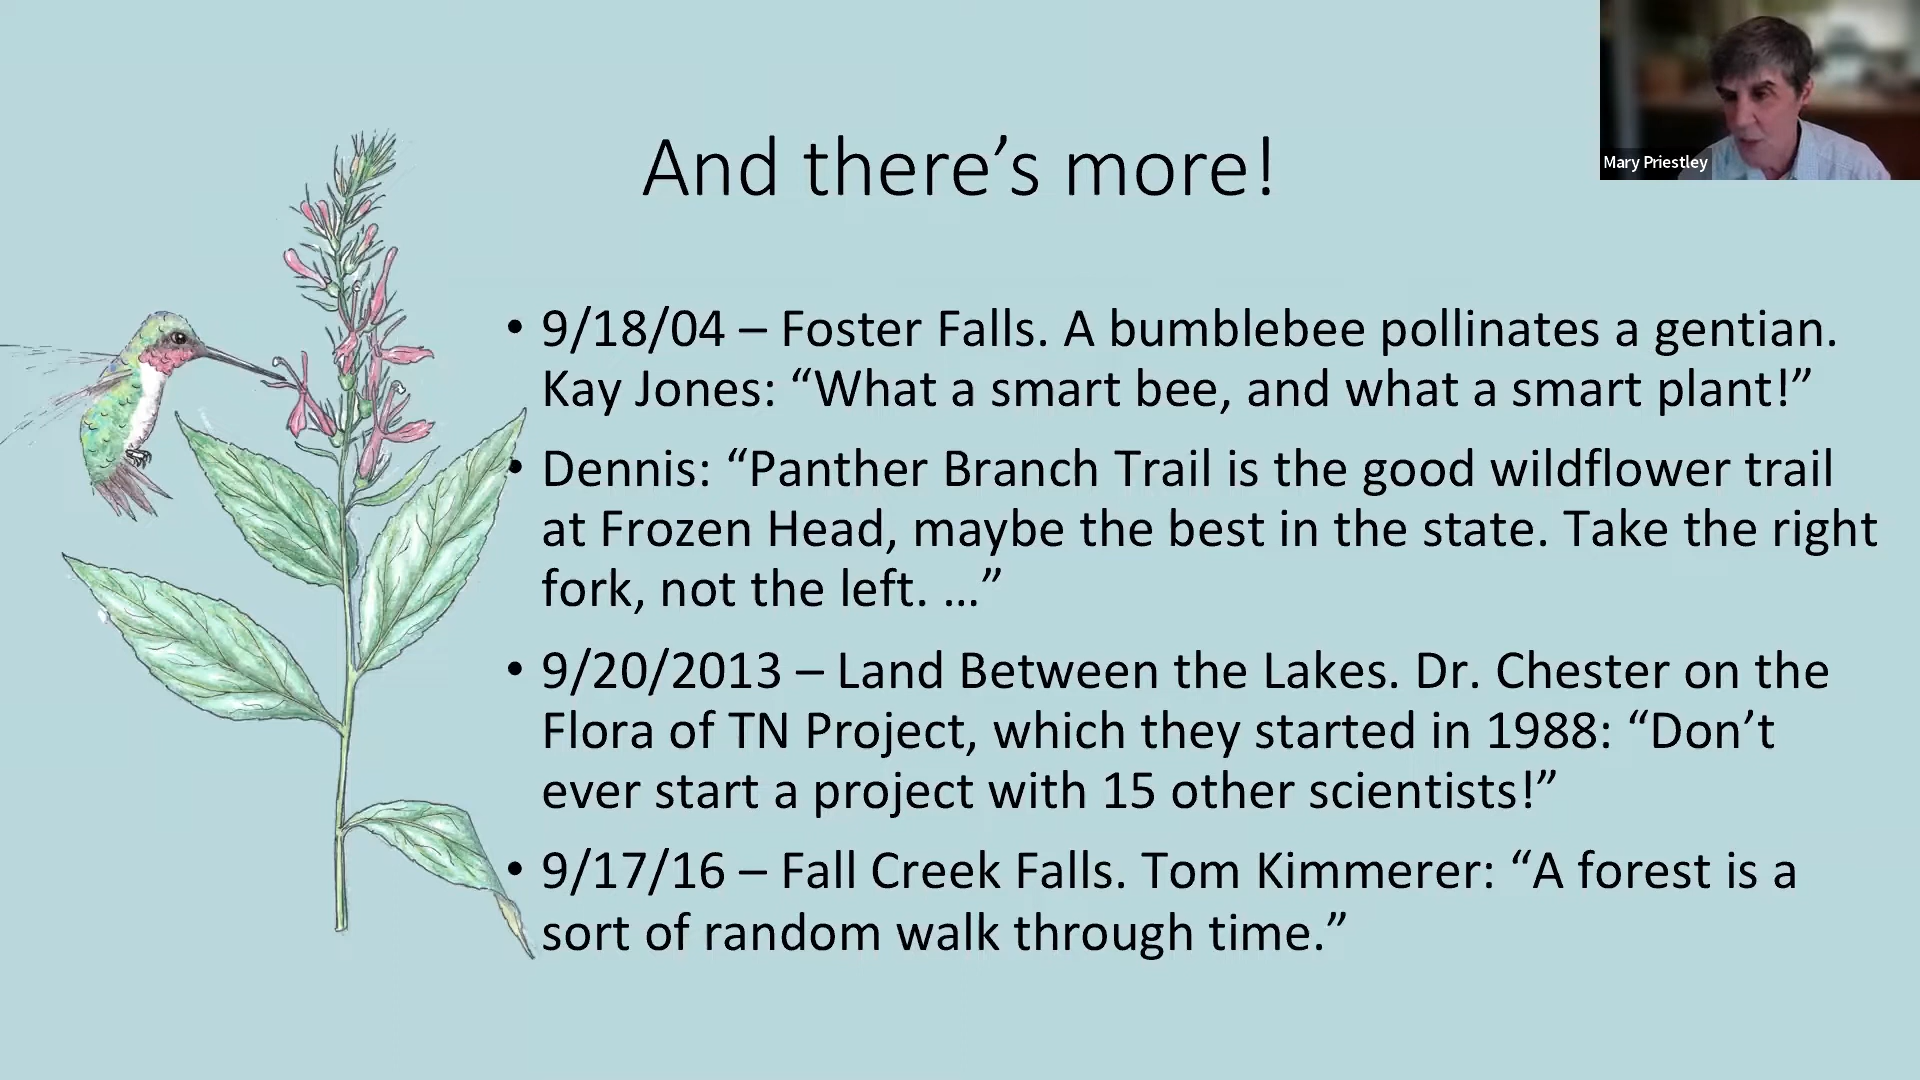 And there’s more!
Mary Priestley
• 9/18/04 – Foster Falls. A bumblebee pollinates a gentian.
Kay Jones: “What a smart bee, and what a smart plant!”
• Dennis: “Panther Branch Trail is the good wildflower trail
at Frozen Head, maybe the best in the state. Take the right
fork, not the left. …”
• 9/20/2013 – Land Between the Lakes. Dr. Chester on the
Flora of TN Project, which they started in 1988: “Don’t
ever start a project with 15 other scientists!”
• 9/17/16 – Fall Creek Falls. Tom Kimmerer: “A forest is a
sort of random walk through time.”